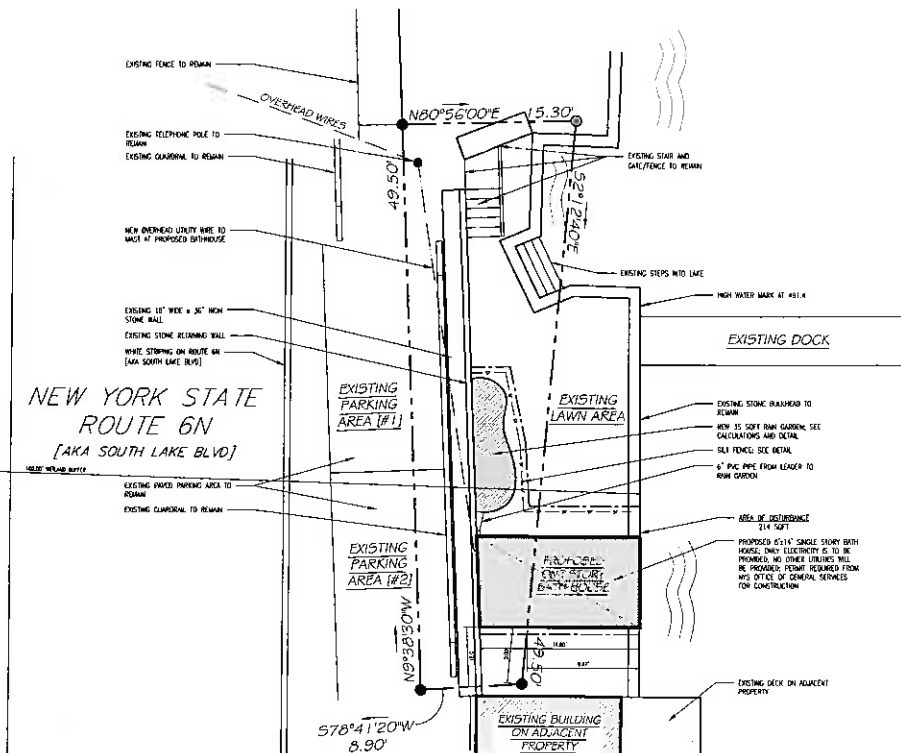 EXISTING FENCE TO REMAIN
OVERHEAD WIRES
N80°56'00"E
15.30'
EXISTING TELEPHONE POLE TO
REMAIN
EXISTING GUARDRAIL TO REMAIN
49.50'
EXISTING STAIR AND
GATE/FENCE TO REMAIN
S2°12'40"E
NEW OVERHEAD UTILITY WIRE TO
MAST AT PROPOSED BATHHOUSE
EXISTING STEPS INTO LAKE
HIGH WATER MARK AT 491.4
EXISTING 18" WIDE x 36" HIGH
STONE WALL
EXISTING STONE RETAINING WALL
WHITE STRIPING ON ROUTE 6N
[AKA SOUTH LAKE BLVD]
EXISTING DOCK
NEW YORK STATE
ROUTE 6N
[AKA SOUTH LAKE BLVD]
EXISTING
PARKING
AREA [#1]
EXISTING
LAWN AREA
EXISTING STONE BULKHEAD TO
REMAIN
NEW 35 SQFT RAIN GARDEN; SEE
CALCULATIONS AND DETAIL
SILT FENCE; SEE DETAIL
6" PVC PIPE FROM LEADER TO
RAIN GARDEN
100.00' WETLAND BUFFER
EXISTING PAVED PARKING AREA TO
REMAIN
EXISTING GUARDRAIL TO REMAIN
AREA OF DISTURBANCE
214 SQFT
EXISTING
PARKING
AREA [#2]
PROPOSED
ONE STORY
BATH HOUSE
PROPOSED 8'x14' SINGLE STORY BATH
HOUSE; ONLY ELECTRICITY IS TO BE
PROVIDED, NO OTHER UTILITIES WILL
BE PROVIDED; PERMIT REQUIRED FROM
NYS OFFICE OF GENERAL SERVICES
FOR CONSTRUCTION
N9°38'30"W
49.50'
S78°41'20"W
8.90'
EXISTING DECK ON ADJACENT
PROPERTY
EXISTING BUILDING
ON ADJACENT
PROPERTY